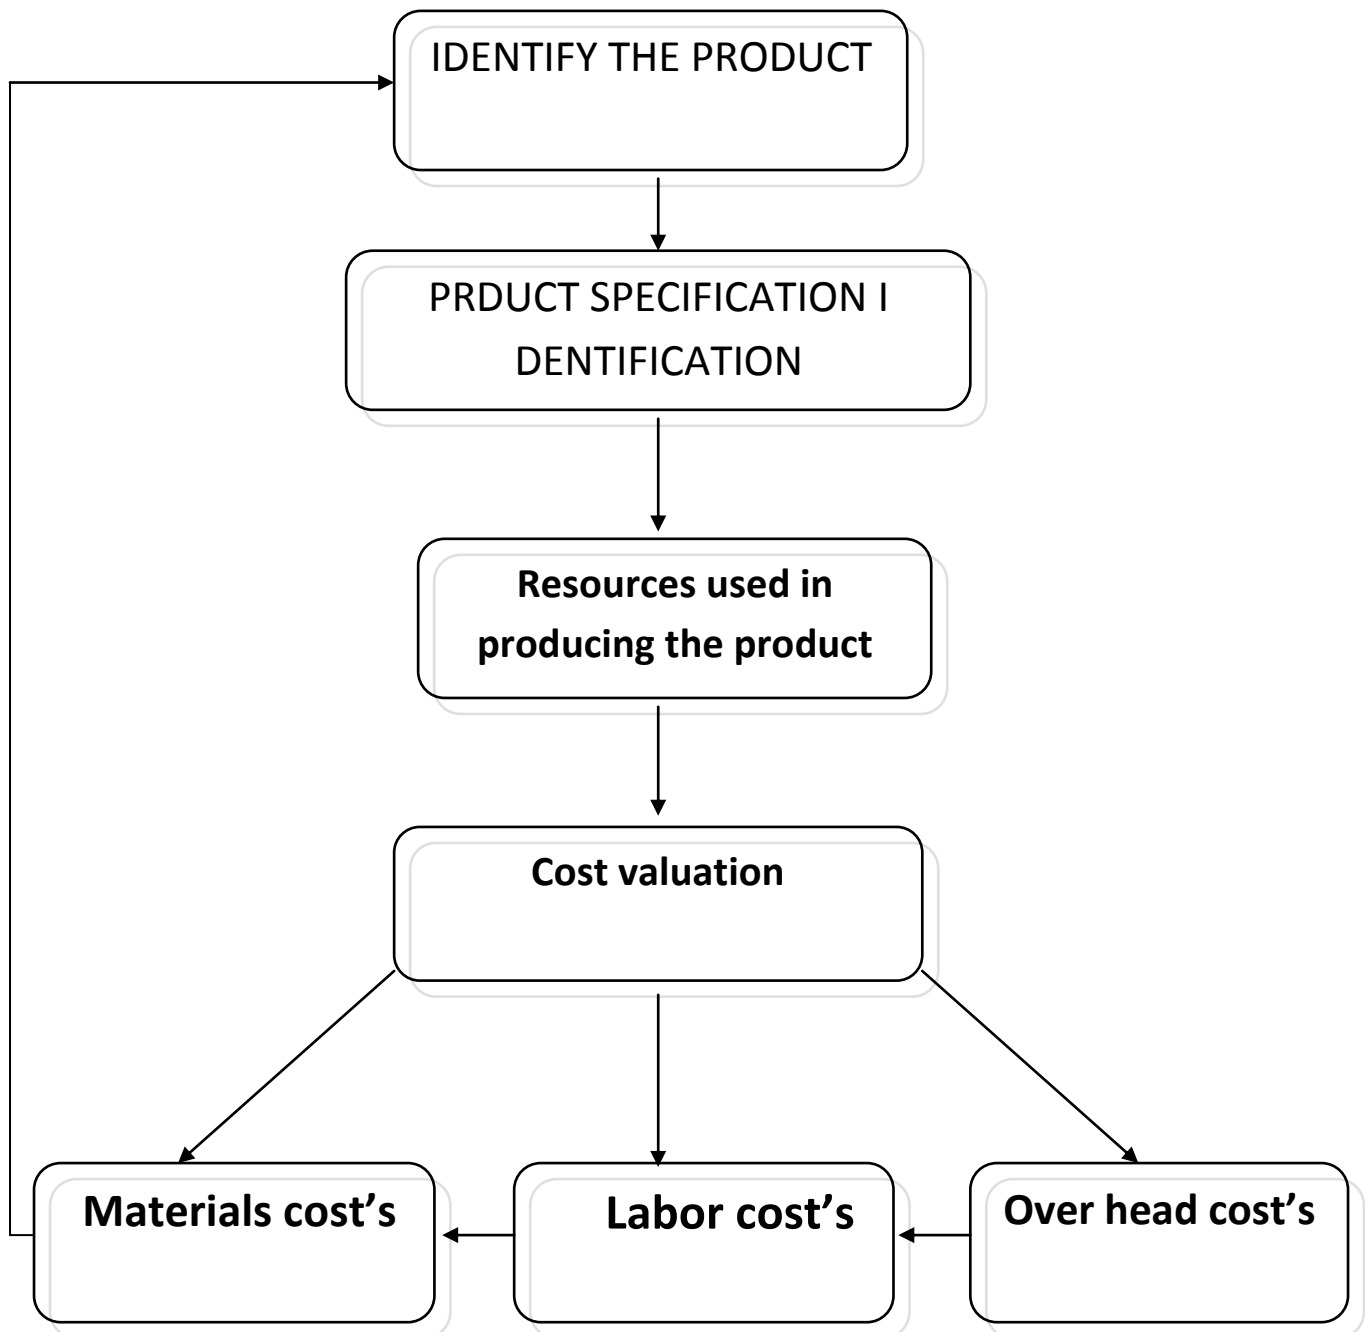 IDENTIFY THE PRODUCT
PRDUCT SPECIFICATION I
DENTIFICATION
Resources used in
producing the product
Cost valuation
Materials cost’s
Labor cost’s
Over head cost’s